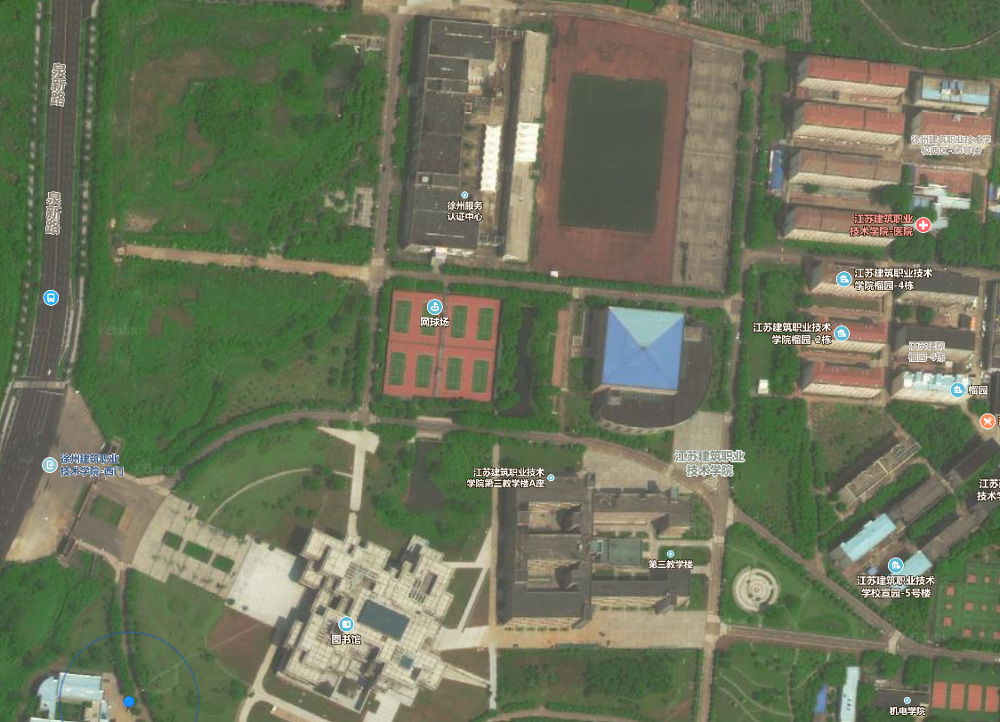 泉新路
泉新路
徐州建筑职业技术学
校西区-18号楼
徐州服务
认证中心
江苏建筑职业
技术学院-医院
江苏建筑职业技术
学院榴园-4栋
网球场
江苏建筑职业技术
学院榴园-2栋
江苏建院
榴园-6栋
榴园
徐州建筑职业
技术学院-西门
江苏建筑职业
技术学院
江苏建筑职业技术
学院第三教学楼A座
江苏
技术学
第三教学楼
江苏建筑职业技术
学校宣园-5号楼
图书馆
机电学院